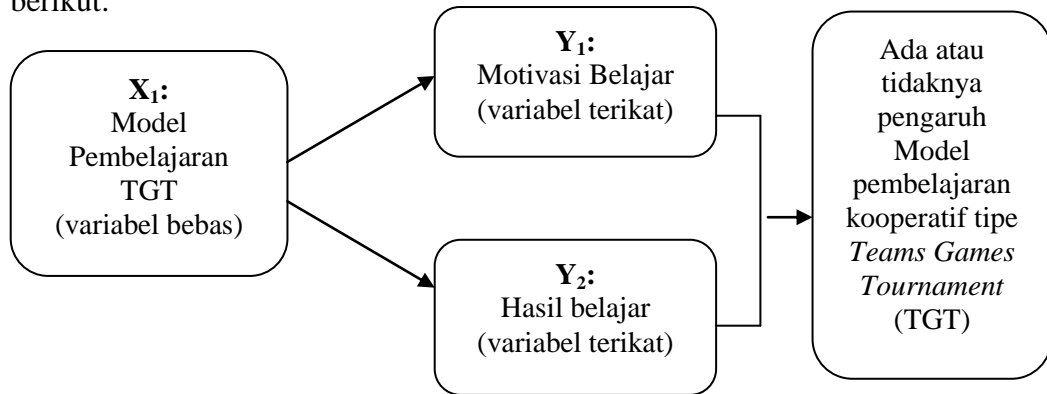 berikut:
X₁:
Model
Pembelajaran
TGT
(variabel bebas)
Y₁:
Motivasi Belajar
(variabel terikat)
Y₂:
Hasil belajar
(variabel terikat)
Ada atau
tidaknya
pengaruh
Model
pembelajaran
kooperatif tipe
Teams Games
Tournament
(TGT)